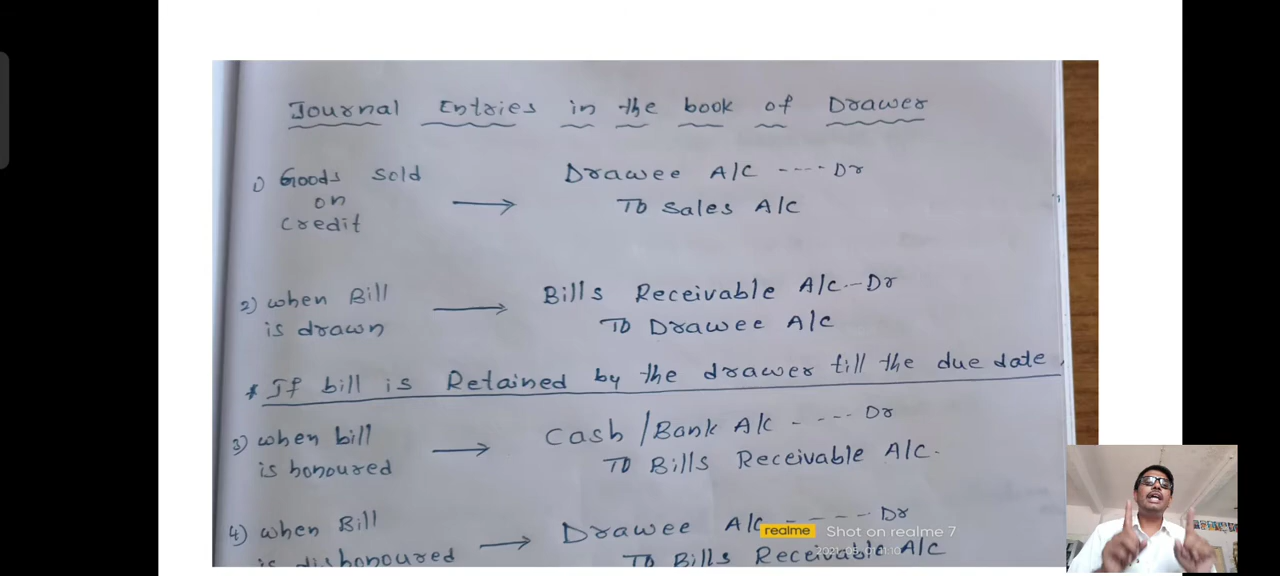 Journal Entries in the book of Drawer
1) Goods sold on credit → Drawee A/c ---- Dr
To Sales A/c
2) when Bill is drawn → Bills Receivable A/c -- Dr
To Drawee A/c
* If bill is Retained by the drawer till the due date,
3) when bill is honoured → Cash/Bank A/c ---- Dr
To Bills Receivable A/c.
4) when Bill is dishonoured → Drawee A/c ----- Dr
To Bills Receivable A/c
realme Shot on realme 7